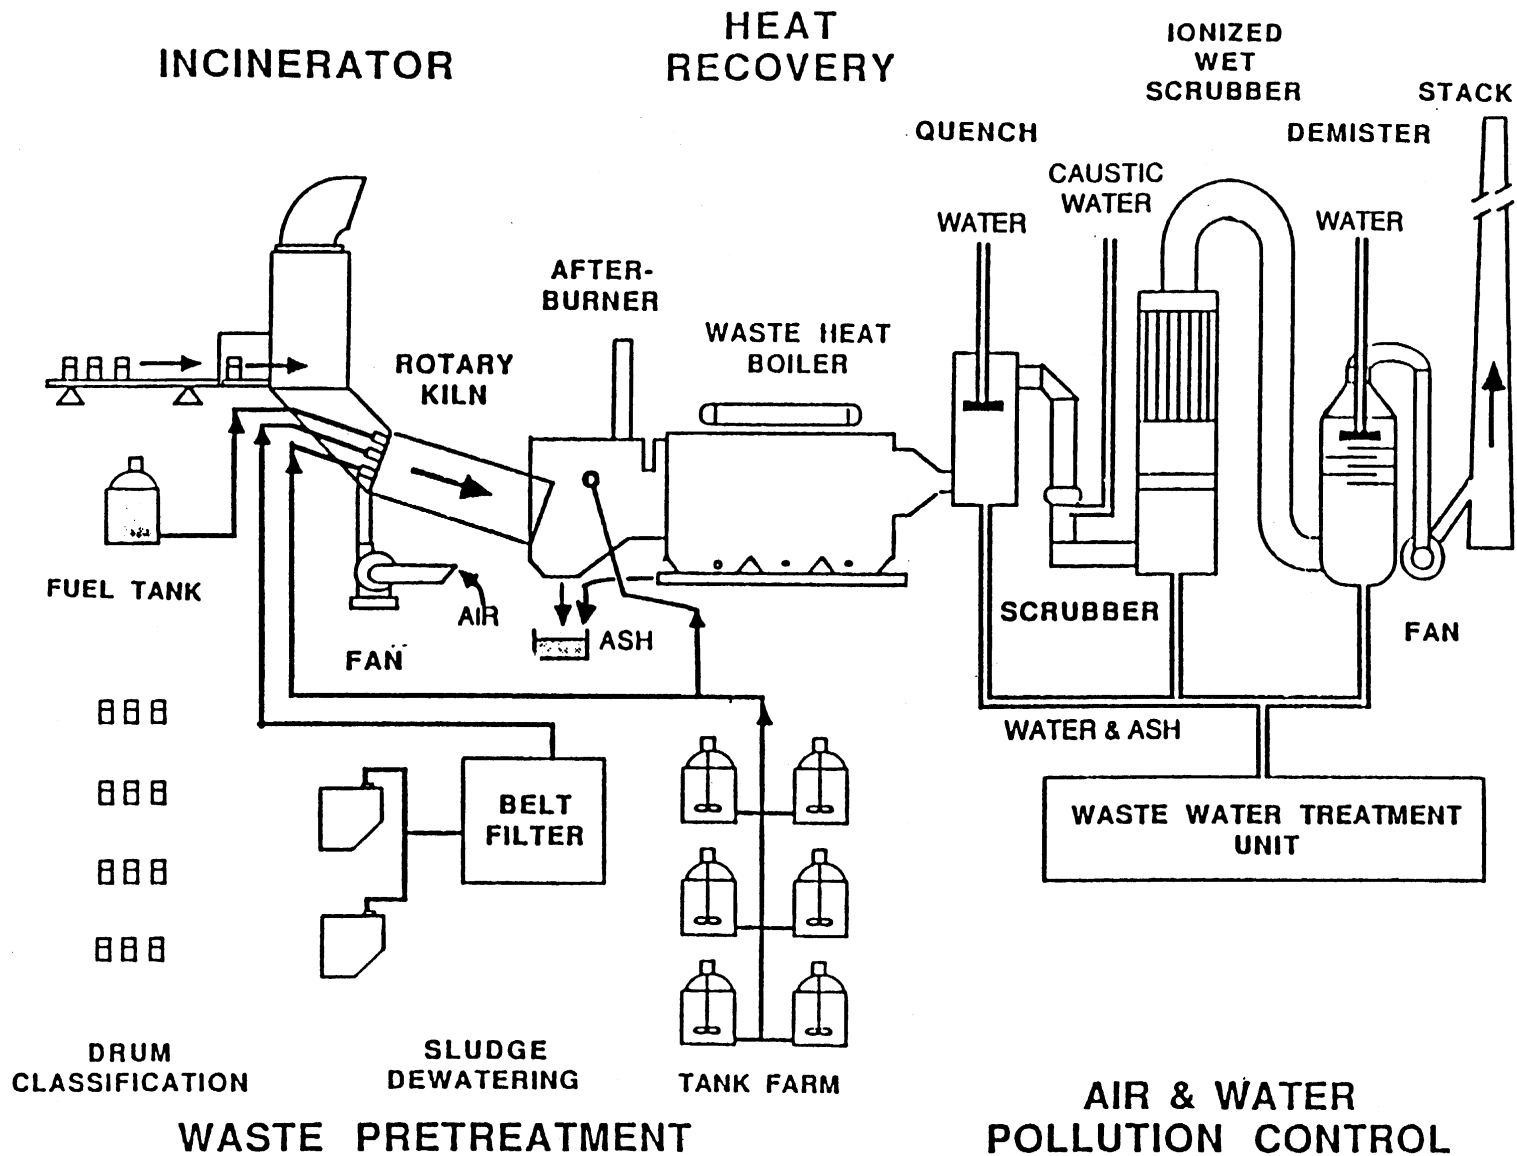 HEAT
RECOVERY
INCINERATOR
IONIZED
WET
SCRUBBER
STACK
QUENCH
DEMISTER
CAUSTIC
WATER
WATER
WATER
AFTER-
BURNER
WASTE HEAT
BOILER
ROTARY
KILN
FUEL TANK
AIR
FAN
ASH
SCRUBBER
FAN
WATER & ASH
BELT
FILTER
WASTE WATER TREATMENT
UNIT
DRUM
CLASSIFICATION
SLUDGE
DEWATERING
TANK FARM
WASTE PRETREATMENT
AIR & WATER
POLLUTION CONTROL